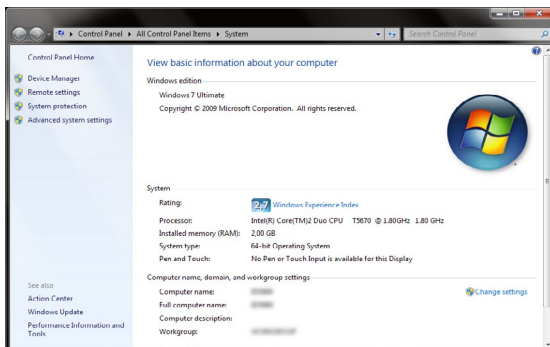 Control Panel ▸ All Control Panel Items ▸ System
Search Control Panel
Control Panel Home
Device Manager
Remote settings
System protection
Advanced system settings
View basic information about your computer
Windows edition
Windows 7 Ultimate
Copyright © 2009 Microsoft Corporation. All rights reserved.
System
Rating:
2,7 Windows Experience Index
Processor: Intel(R) Core(TM)2 Duo CPU T5670 @ 1.80GHz 1.80 GHz
Installed memory (RAM): 2,00 GB
System type: 64-bit Operating System
Pen and Touch: No Pen or Touch Input is available for this Display
Computer name, domain, and workgroup settings
Computer name:
Change settings
Full computer name:
Computer description:
Workgroup:
See also
Action Center
Windows Update
Performance Information and
Tools